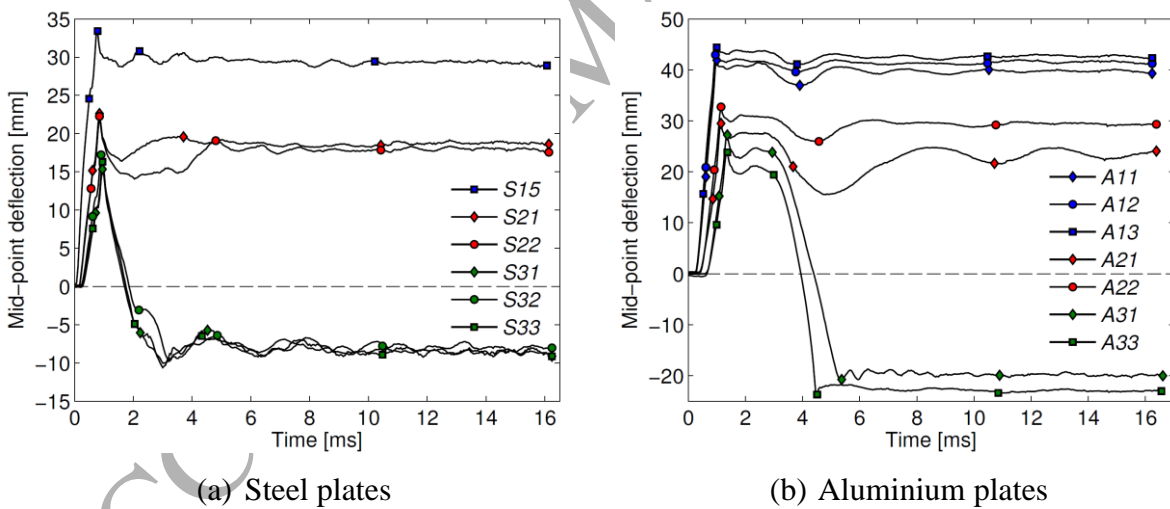 35
30
25
20
15
10
5
0
−5
−10
−15
Mid−point deflection [mm]
S15
S21
S22
S31
S32
S33
0 2 4 6 8 10 12 14 16
Time [ms]
(a) Steel plates
50
40
30
20
10
0
−10
−20
Mid−point deflection [mm]
A11
A12
A13
A21
A22
A31
A33
0 2 4 6 8 10 12 14 16
Time [ms]
(b) Aluminium plates